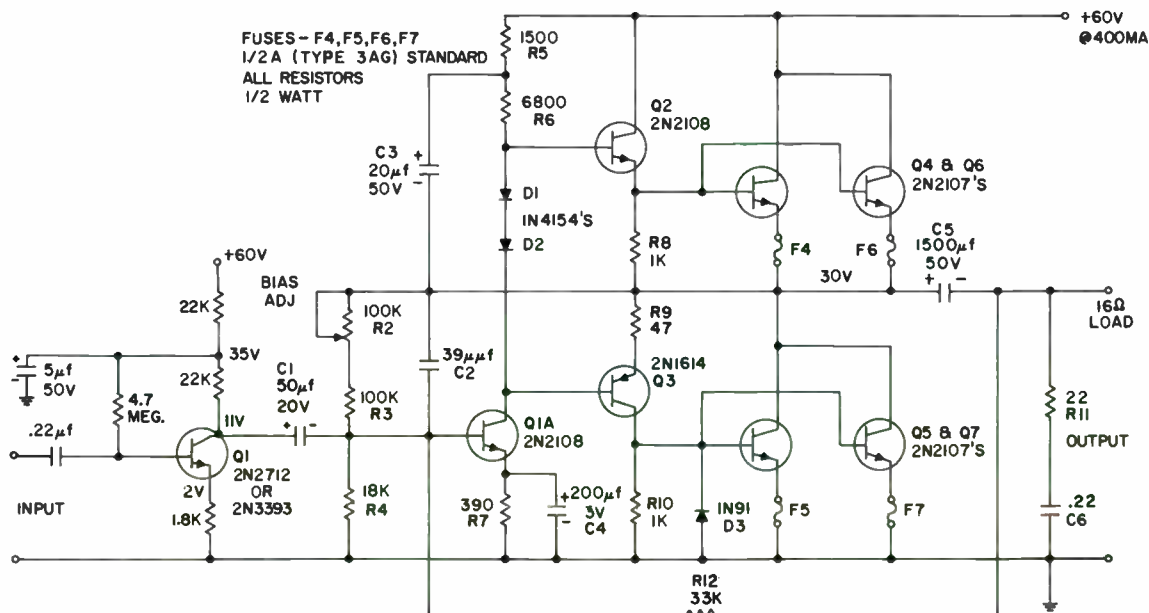 FUSES – F4, F5, F6, F7
1/2A (TYPE 3AG) STANDARD
ALL RESISTORS
1/2 WATT
1500
R5
+60V
@400MA
6800
R6
Q2
2N2108
C3
20µf
50V
+
-
D1
IN4154'S
D2
Q4 & Q6
2N2107'S
R8
1K
F4
F6
C5
1500µf
50V
+ -
30V
+60V
22K
BIAS
ADJ
100K
R2
R9
47
16Ω
LOAD
+
-
5µf
50V
35V
22K
4.7
MEG.
C1
50µf
20V
+ -
11V
100K
R3
39µµf
C2
2N1614
Q3
Q1A
2N2108
22
R11
OUTPUT
.22µf
Q1
2N2712
OR
2N3393
2V
1.8K
INPUT
18K
R4
390
R7
+
-
200µf
3V
C4
R10
1K
1N91
D3
F5
Q5 & Q7
2N2107'S
F7
.22
C6
R12
33K